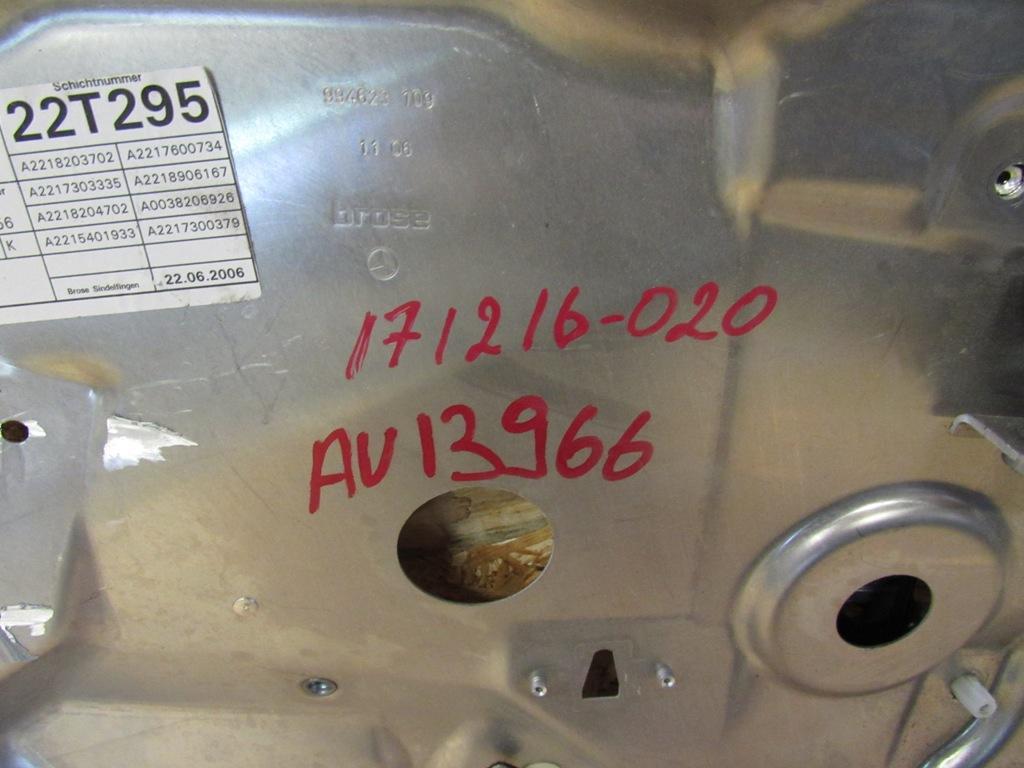 Schichtnummer
22T295
A2218203702 A2217600734
A2217303335 A2218906167
A2218204702 A0038206926
K A2215401933 A2217300379
Brose Sindelfingen 22.06.2006
994623 109
11 06
brose
171216-020
AV13966